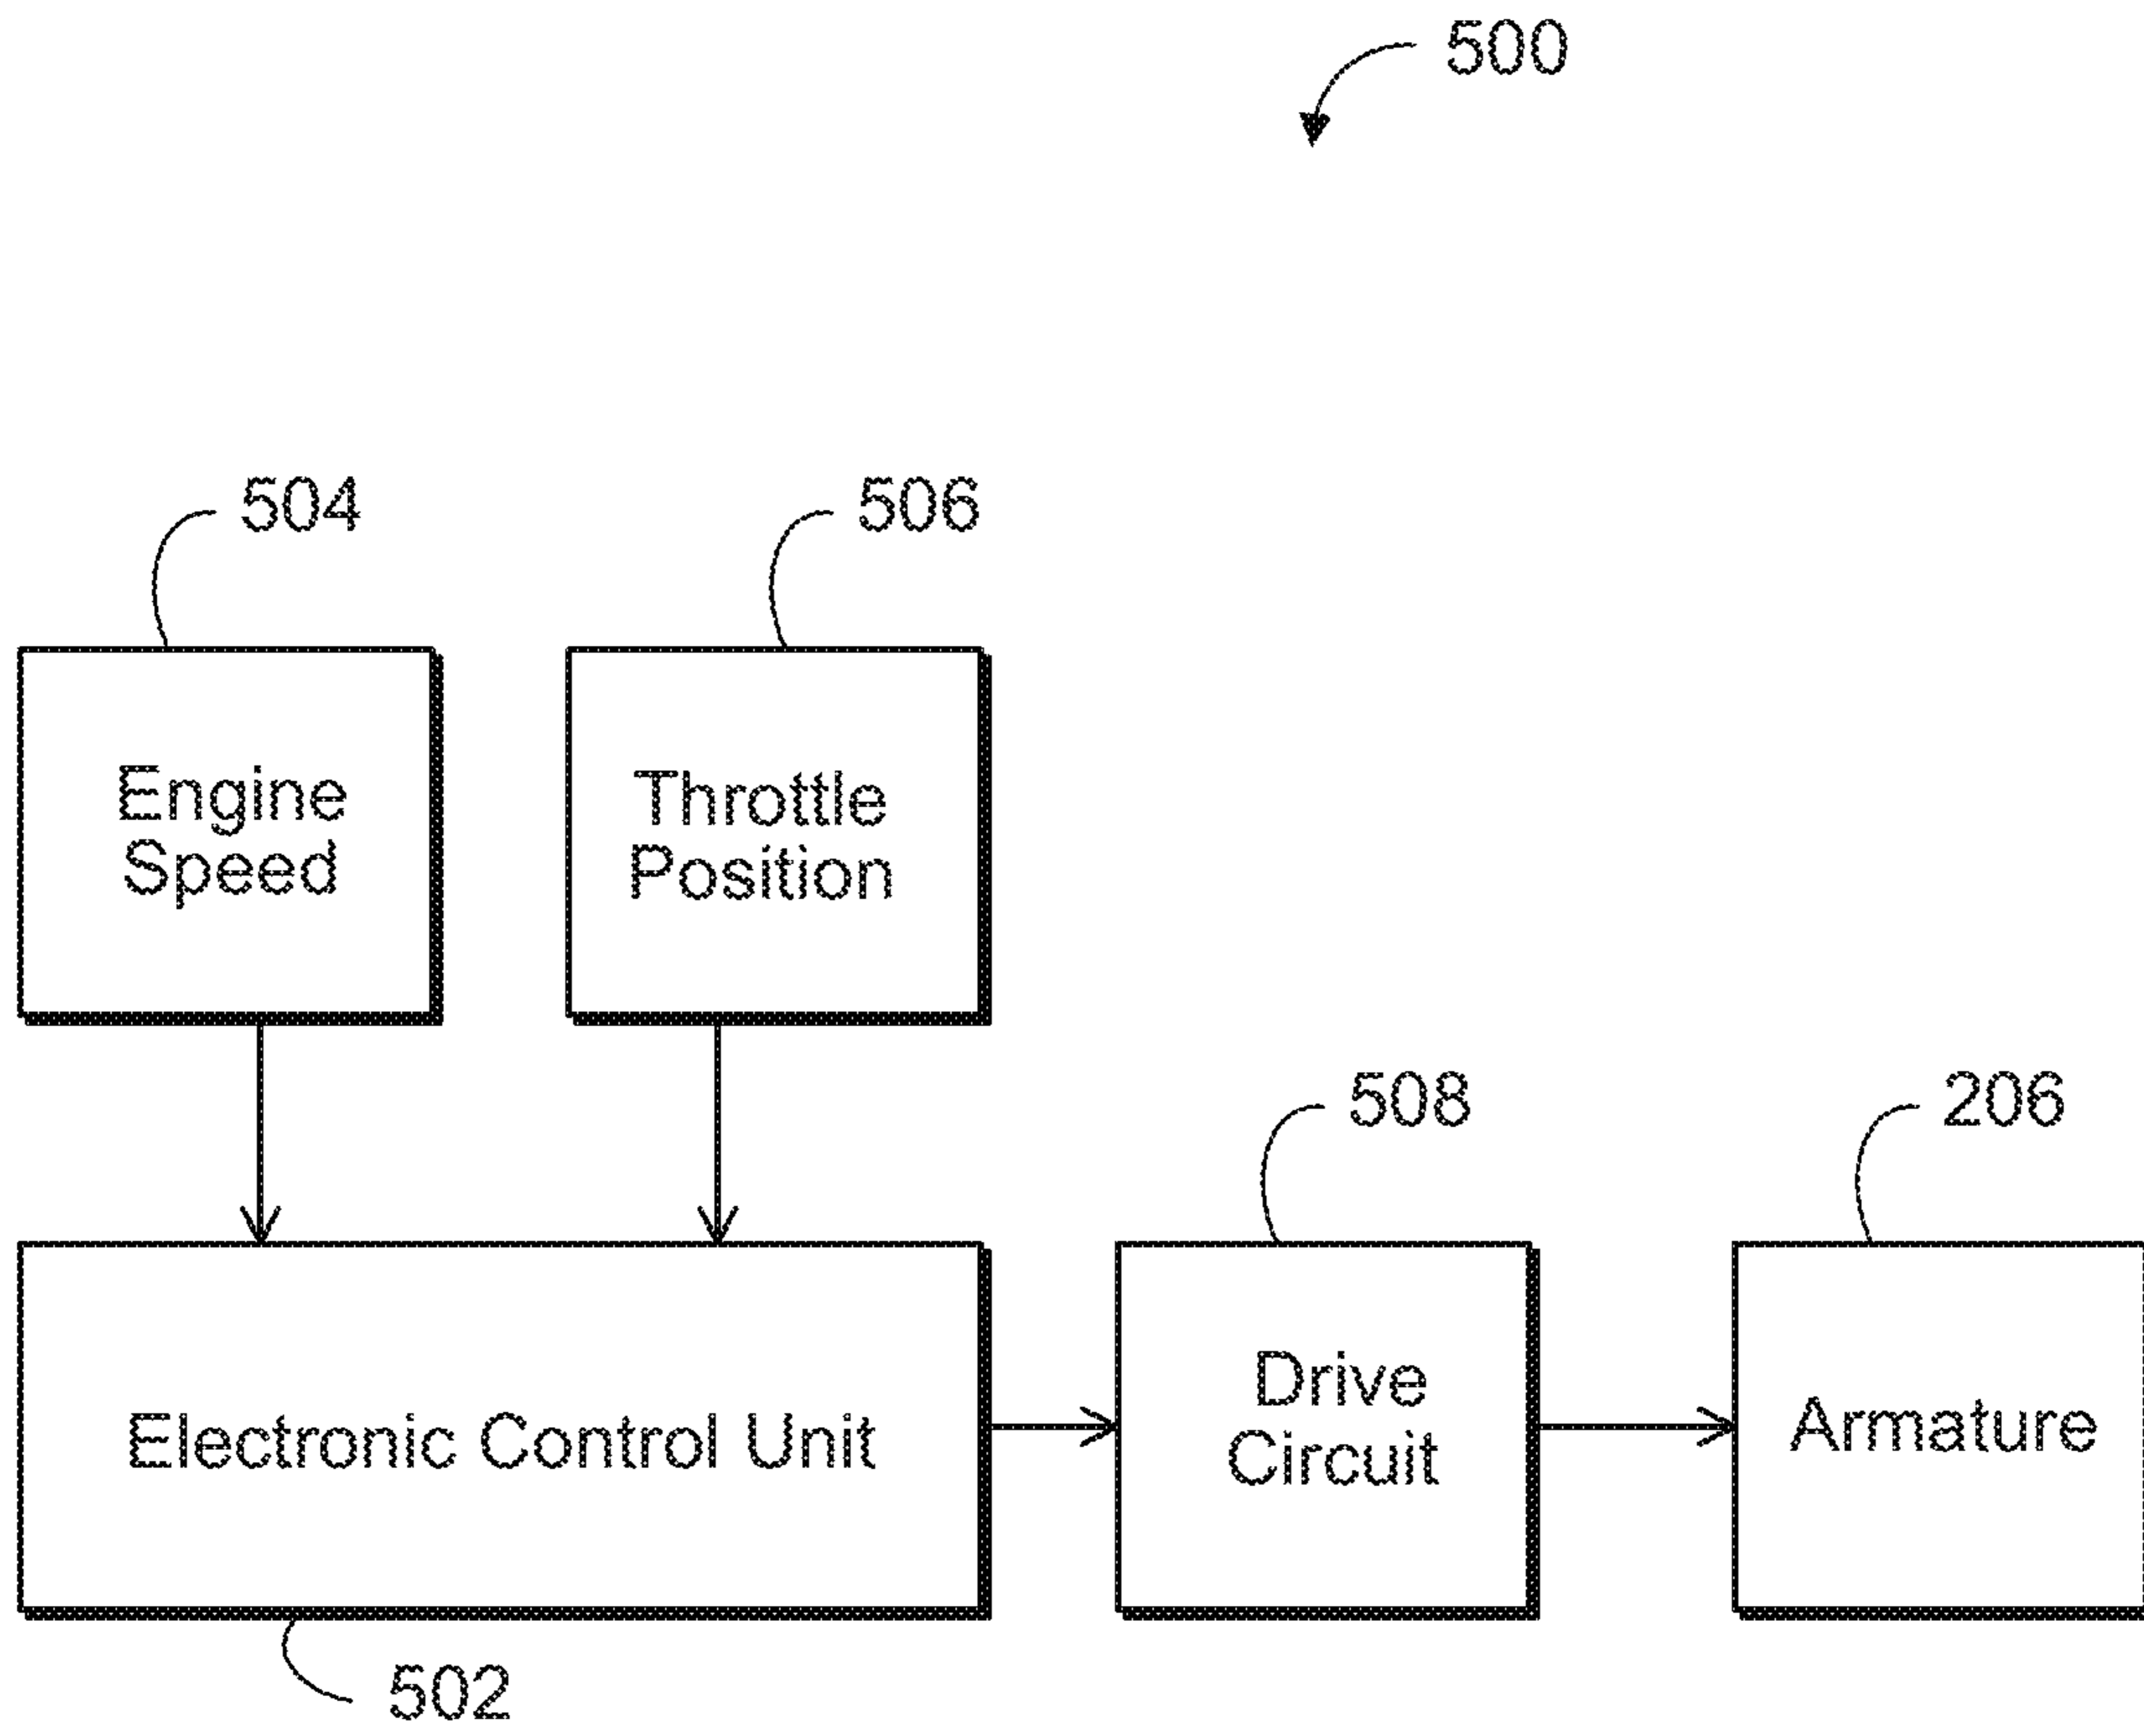 500
504
506
Engine
Speed
Throttle
Position
508
206
Electronic Control Unit
Drive
Circuit
Armature
502